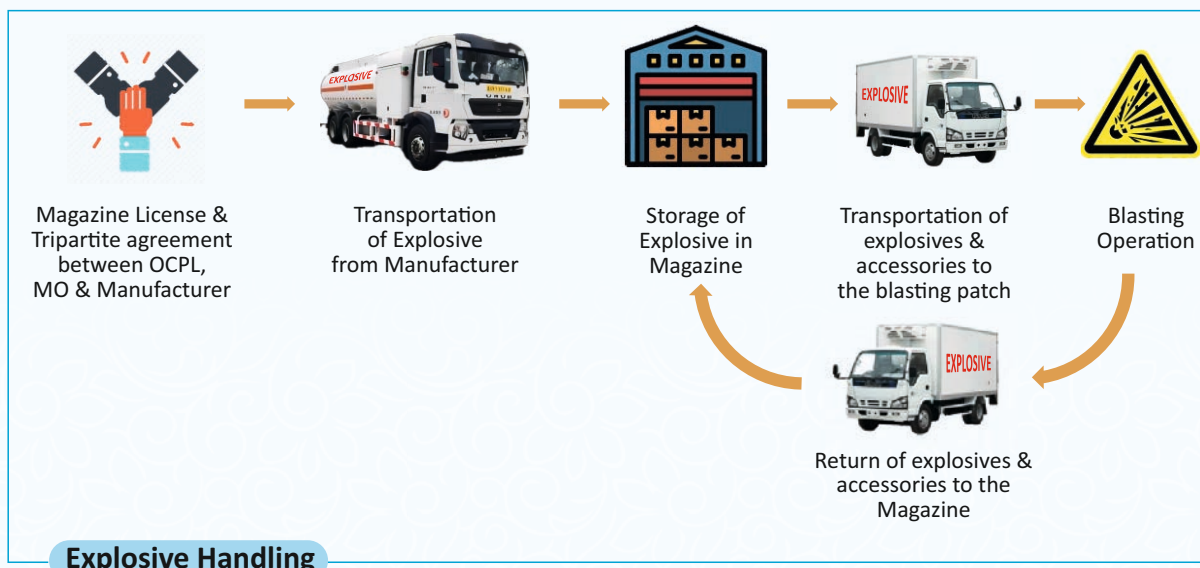 EXPLOSIVE
EXPLOSIVE
Magazine License &
Tripartite agreement
between OCPL,
MO & Manufacturer
Transportation
of Explosive
from Manufacturer
Storage of
Explosive in
Magazine
Transportation of
explosives &
accessories to
the blasting patch
Blasting
Operation
EXPLOSIVE
Return of explosives &
accessories to the
Magazine
Explosive Handling